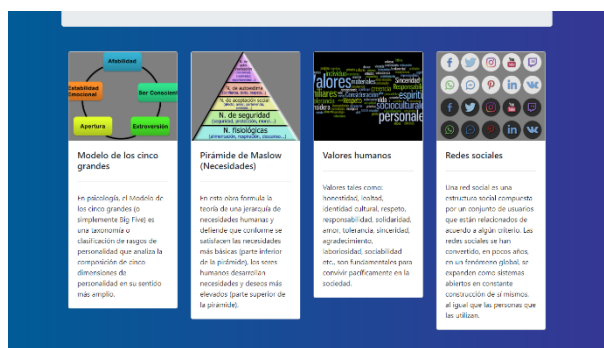 Afabilidad
Estabilidad
Emocional
Ser Conexion
Apertura
Extroversión
Modelo de los cinco
grandes
En psicología, el Modelo de
los cinco grandes (o
simplemente Big Five) es
una taxonomía o
clasificación de rasgos de
personalidad que analiza la
composición de cinco
dimensiones de
personalidad en su sentido
más amplio.
N. de autoestima
N. de aceptación social
N. de seguridad
N. fisiológicas
Pirámide de Maslow
(Necesidades)
En esta obra formula la
teoría de una jerarquía de
necesidades humanas y
defiende que conforme se
satisfacen las necesidades
más básicas (parte inferior
de la pirámide), los seres
humanos desarrollan
necesidades y deseos más
elevados (parte superior de
la pirámide).
individuo
valores
creencia
Respeto
sociocultural
personale
Valores humanos
Valores tales como:
honestidad, lealtad,
identidad cultural, respeto,
responsabilidad, solidaridad,
amor, tolerancia, sinceridad,
agradecimiento,
laboriosidad, sociabilidad
etc., son fundamentales para
convivir pacíficamente en la
sociedad.
Redes sociales
Una red social es una
estructura social compuesta
por un conjunto de usuarios
que están relacionados de
acuerdo a algún criterio. Las
redes sociales se han
convertido, en pocos años,
en un fenómeno global, se
expanden como sistemas
abiertos en constante
construcción de sí mismos,
al igual que las personas que
las utilizan.